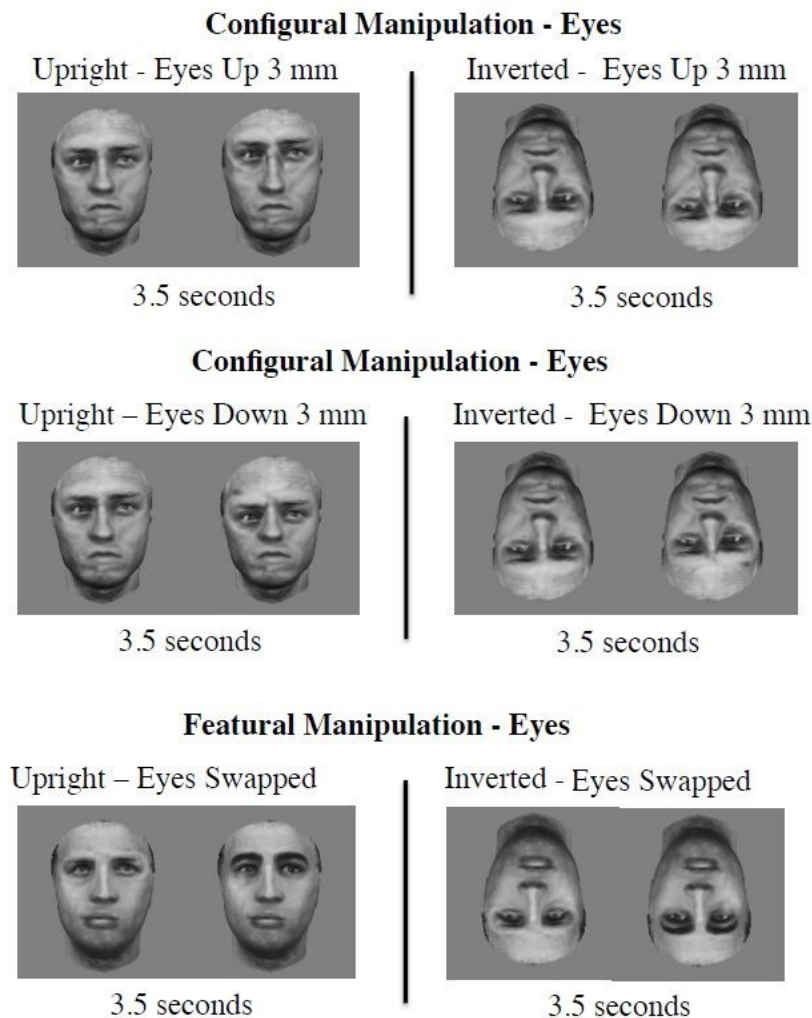 Configural Manipulation - Eyes
Upright - Eyes Up 3 mm
Inverted - Eyes Up 3 mm
3.5 seconds
3.5 seconds
Configural Manipulation - Eyes
Upright – Eyes Down 3 mm
Inverted - Eyes Down 3 mm
3.5 seconds
3.5 seconds
Featural Manipulation - Eyes
Upright – Eyes Swapped
Inverted - Eyes Swapped
3.5 seconds
3.5 seconds